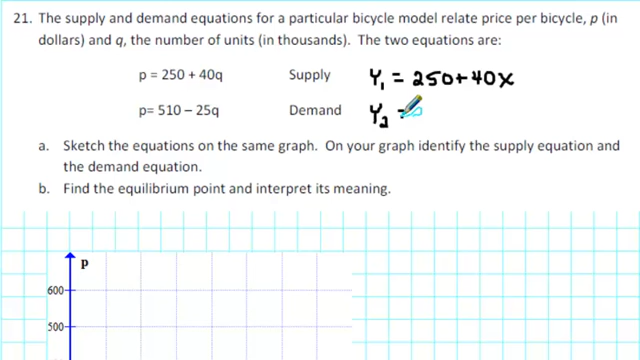 21. The supply and demand equations for a particular bicycle model relate price per bicycle, p (in
dollars) and q, the number of units (in thousands). The two equations are:
p = 250 + 40q Supply Y₁ = 250+40x
p= 510 – 25q Demand Y₂ =
a. Sketch the equations on the same graph. On your graph identify the supply equation and
the demand equation.
b. Find the equilibrium point and interpret its meaning.
p
600
500